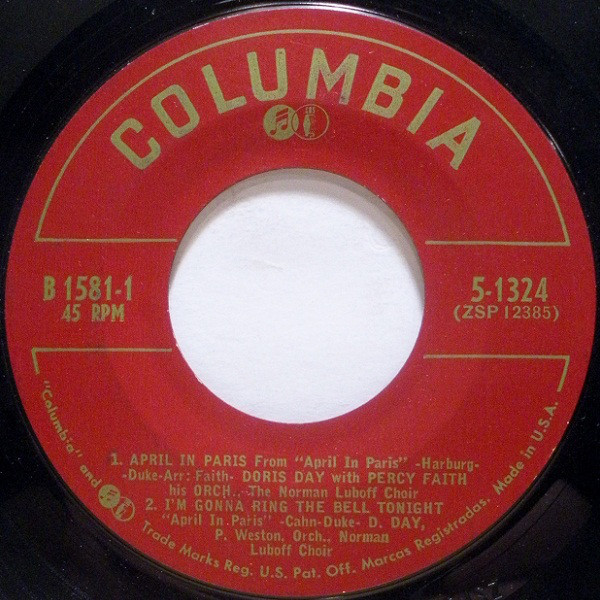 COLUMBIA
B 1581-1
45 RPM
5-1324
(ZSP 12385)
1. APRIL IN PARIS From "April In Paris" -Harburg-
-Duke-Arr: Faith- DORIS DAY with PERCY FAITH
his ORCH., The Norman Luboff Choir
2. I'M GONNA RING THE BELL TONIGHT
"April In Paris" -Cahn-Duke- D. DAY,
P. Weston, Orch., Norman
Luboff Choir
"Columbia" and Trade Marks Reg. U.S. Pat. Off. Marcas Registradas. Made in U.S.A.